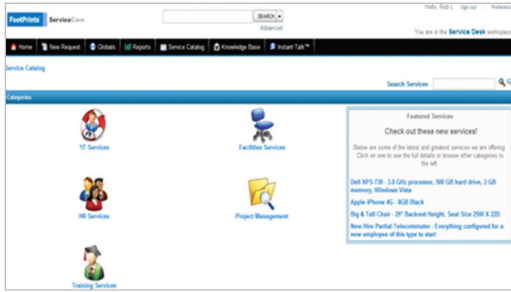 Hello, Rob L. Sign out Preferences
FootPrints ServiceCore
SEARCH
Advanced
You are in the Service Desk workspace
Home New Request Globals Reports Service Catalog Knowledge Base Instant Talk™
Service Catalog
Search Services
Categories
IT Services
Facilities Services
HR Services
Project Management
Training Services
Featured Services
Check out these new services!
Below are some of the latest and greatest services we are offering.
Click on one to see the full details or browse other categories to
the left.
Dell XPS 730 - 3.0 GHz processor, 500 GB hard drive, 2 GB
memory, Windows Vista
Apple iPhone 4G - 8GB Black
Big & Tall Chair - 29" Backrest Height, Seat Size 25W X 22D
New Hire Partial Telecommuter - Everything configured for a
new employee of this type to start